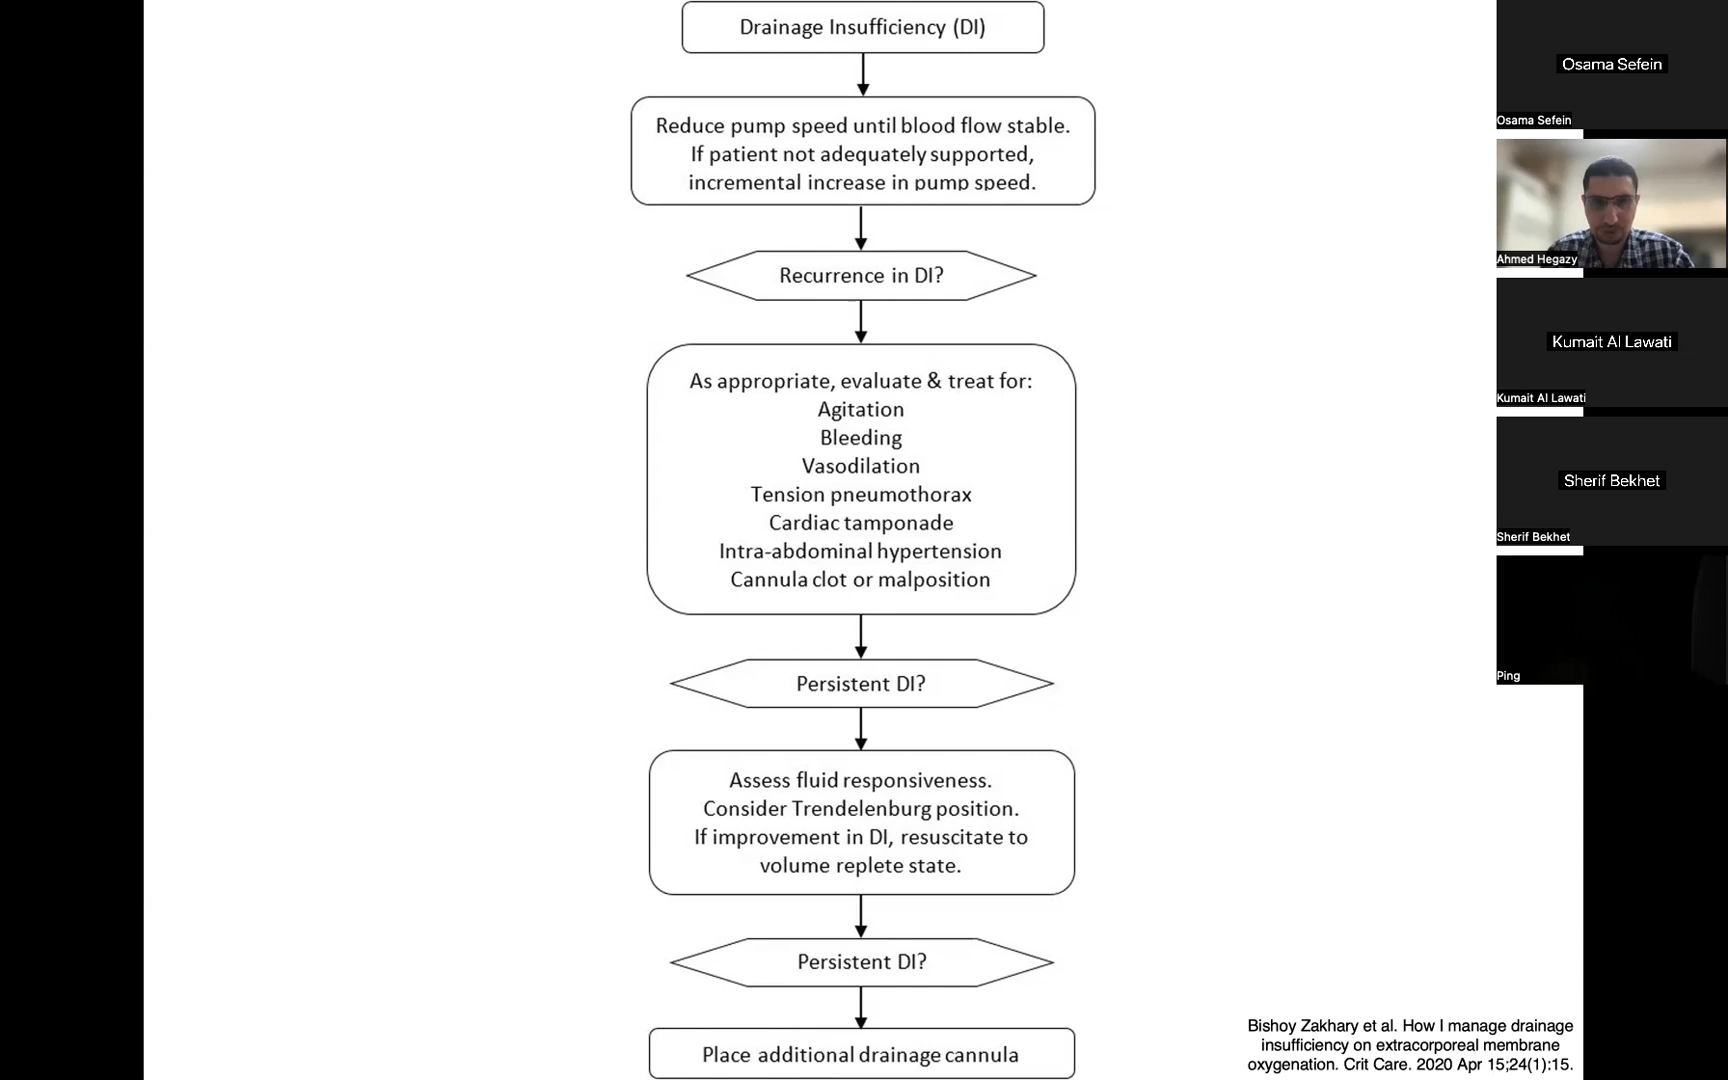 Drainage Insufficiency (DI)
Reduce pump speed until blood flow stable.
If patient not adequately supported,
incremental increase in pump speed.
Recurrence in DI?
As appropriate, evaluate & treat for:
Agitation
Bleeding
Vasodilation
Tension pneumothorax
Cardiac tamponade
Intra-abdominal hypertension
Cannula clot or malposition
Persistent DI?
Assess fluid responsiveness.
Consider Trendelenburg position.
If improvement in DI, resuscitate to
volume replete state.
Persistent DI?
Place additional drainage cannula
Bishoy Zakhary et al. How I manage drainage
insufficiency on extracorporeal membrane
oxygenation. Crit Care. 2020 Apr 15;24(1):15.
Osama Sefein
Osama Sefein
Ahmed Hegazy
Kumait Al Lawati
Kumait Al Lawati
Sherif Bekhet
Sherif Bekhet
Ping